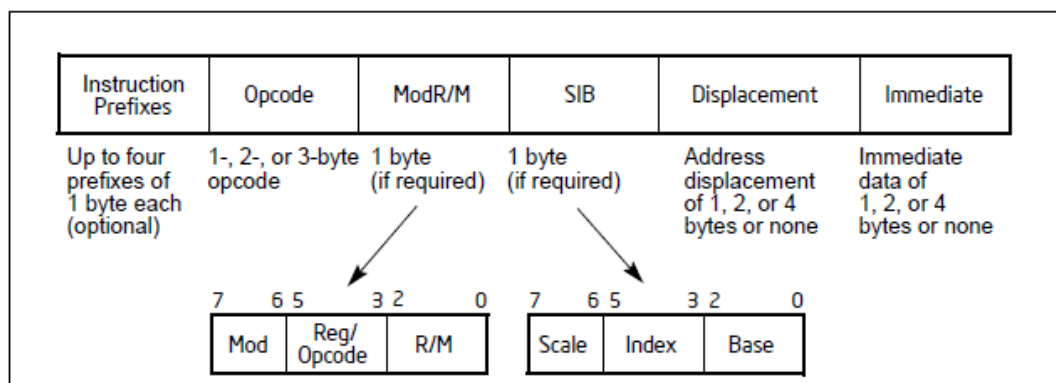 Instruction
Prefixes
Opcode
ModR/M
SIB
Displacement
Immediate
Up to four
prefixes of
1 byte each
(optional)
1-, 2-, or 3-byte
opcode
1 byte
(if required)
1 byte
(if required)
Address
displacement
of 1, 2, or 4
bytes or none
Immediate
data of
1, 2, or 4
bytes or none
7 6 5 3 2 0
Mod
Reg/
Opcode
R/M
7 6 5 3 2 0
Scale
Index
Base